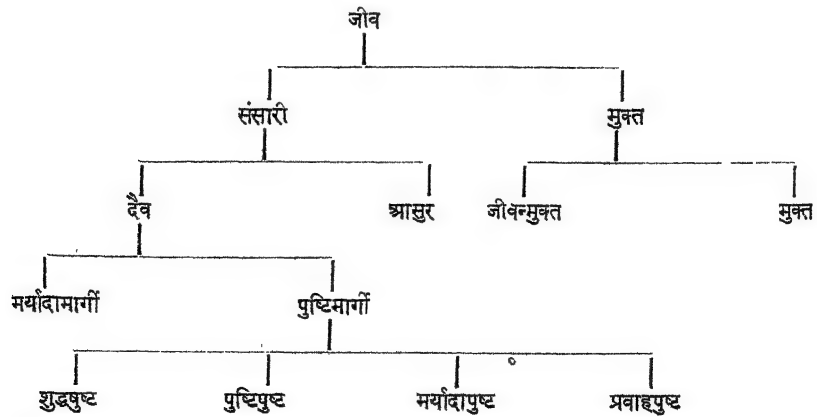 जीव
संसारी मुक्त
दैव आसुर जीवन्मुक्त मुक्त
मर्यादामार्गी पुष्टिमार्गी
शुद्धपुष्ट पुष्टिपुष्ट मर्यादापुष्ट प्रवाहपुष्ट